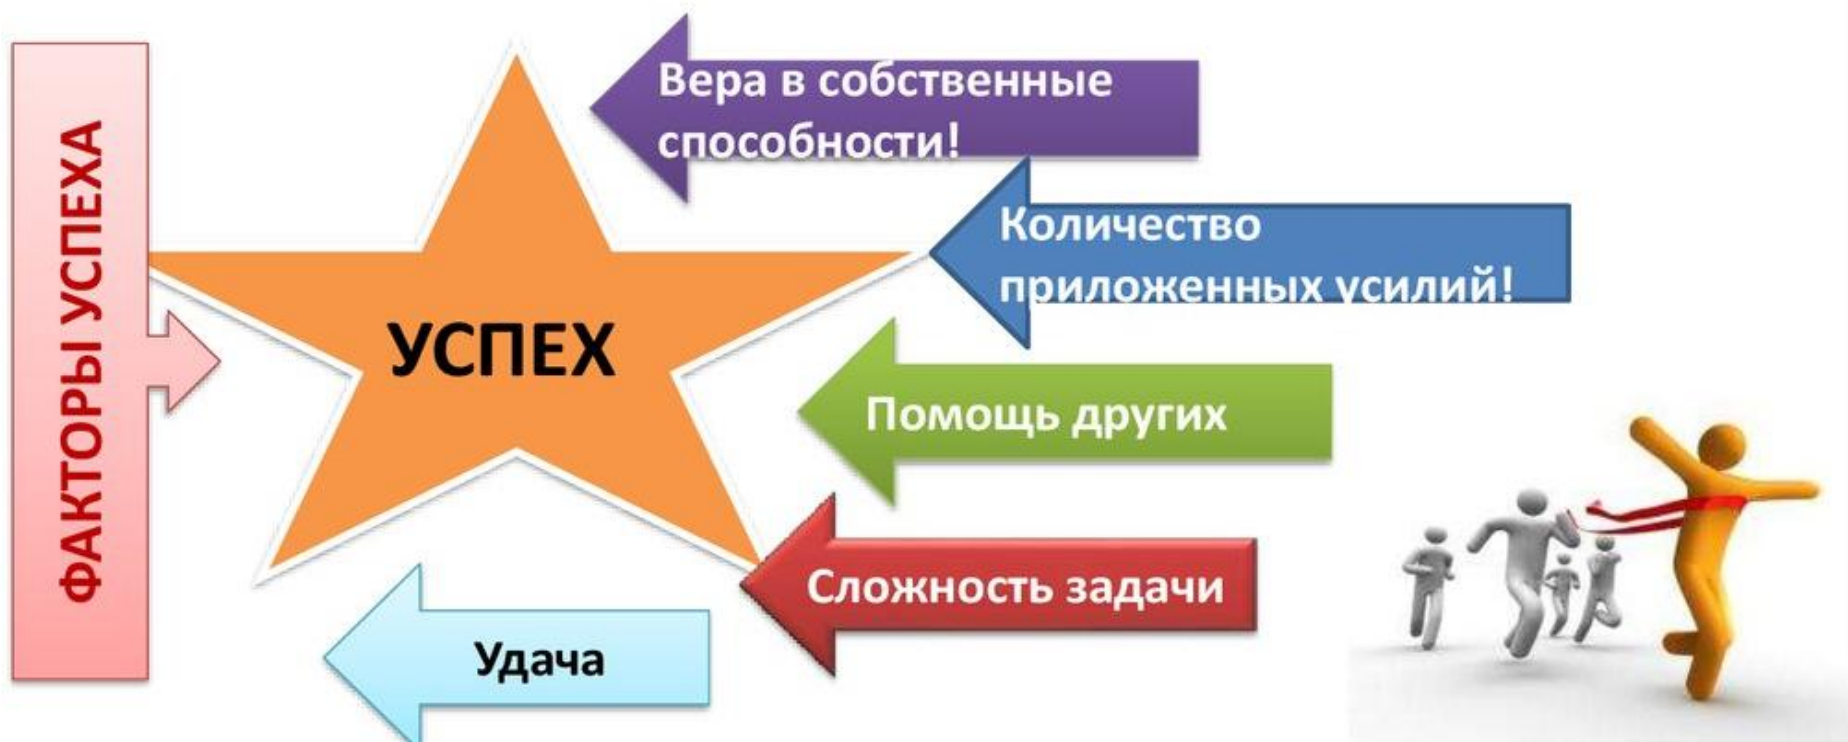 ФАКТОРЫ УСПЕХА
УСПЕХ
Вера в собственные
способности!
Количество
приложенных усилий!
Помощь других
Сложность задачи
Удача